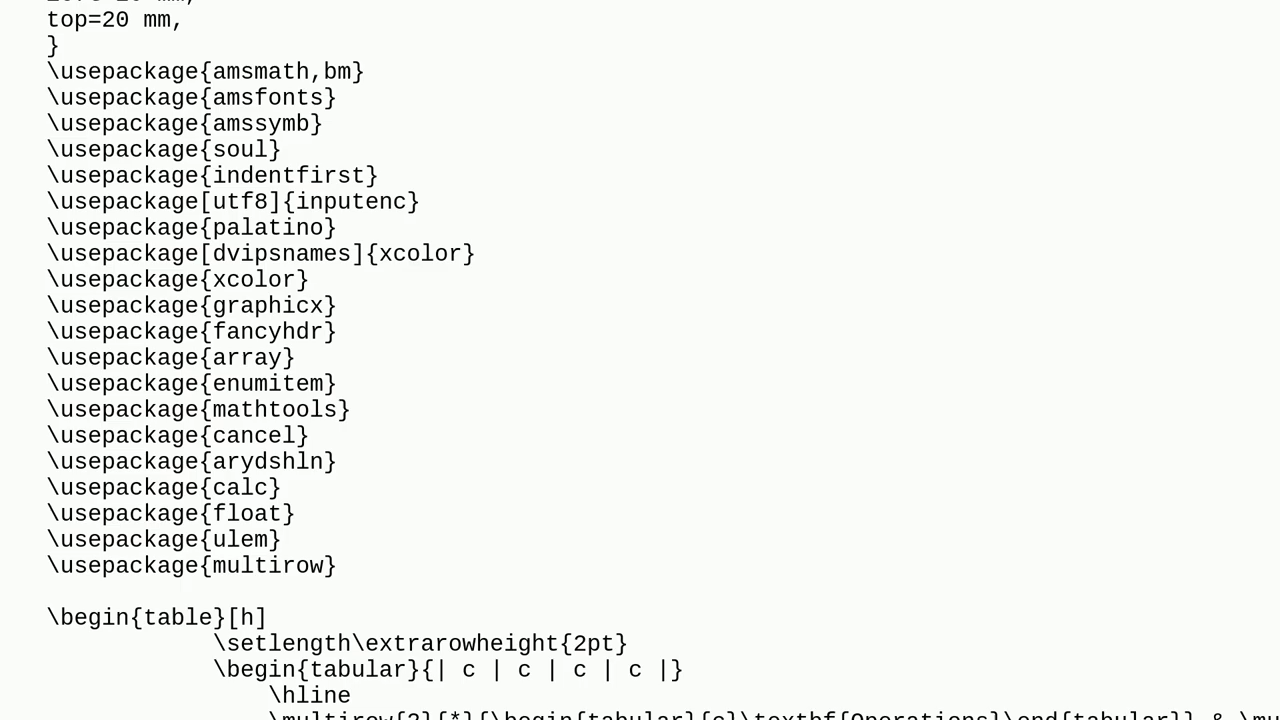 top=20 mm,
}
\usepackage{amsmath,bm}
\usepackage{amsfonts}
\usepackage{amssymb}
\usepackage{soul}
\usepackage{indentfirst}
\usepackage[utf8]{inputenc}
\usepackage{palatino}
\usepackage[dvipsnames]{xcolor}
\usepackage{xcolor}
\usepackage{graphicx}
\usepackage{fancyhdr}
\usepackage{array}
\usepackage{enumitem}
\usepackage{mathtools}
\usepackage{cancel}
\usepackage{arydshln}
\usepackage{calc}
\usepackage{float}
\usepackage{ulem}
\usepackage{multirow}
\begin{table}[h]
\setlength\extrarowheight{2pt}
\begin{tabular}{| c | c | c | c |}
\hline